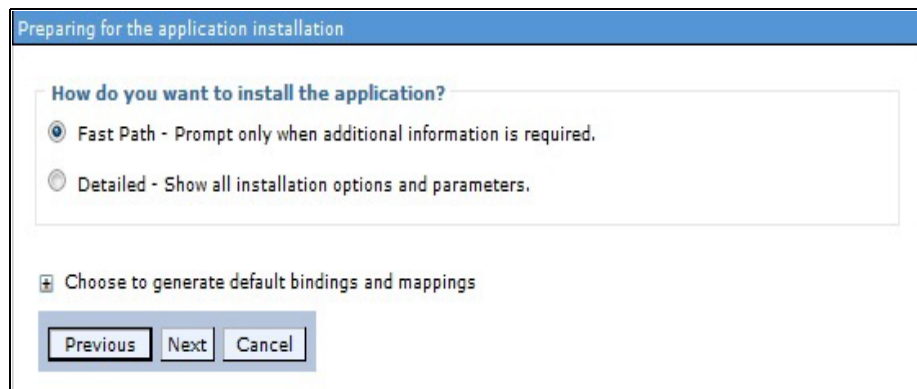 Preparing for the application installation
How do you want to install the application?
Fast Path - Prompt only when additional information is required.
Detailed - Show all installation options and parameters.
Choose to generate default bindings and mappings
Previous Next Cancel